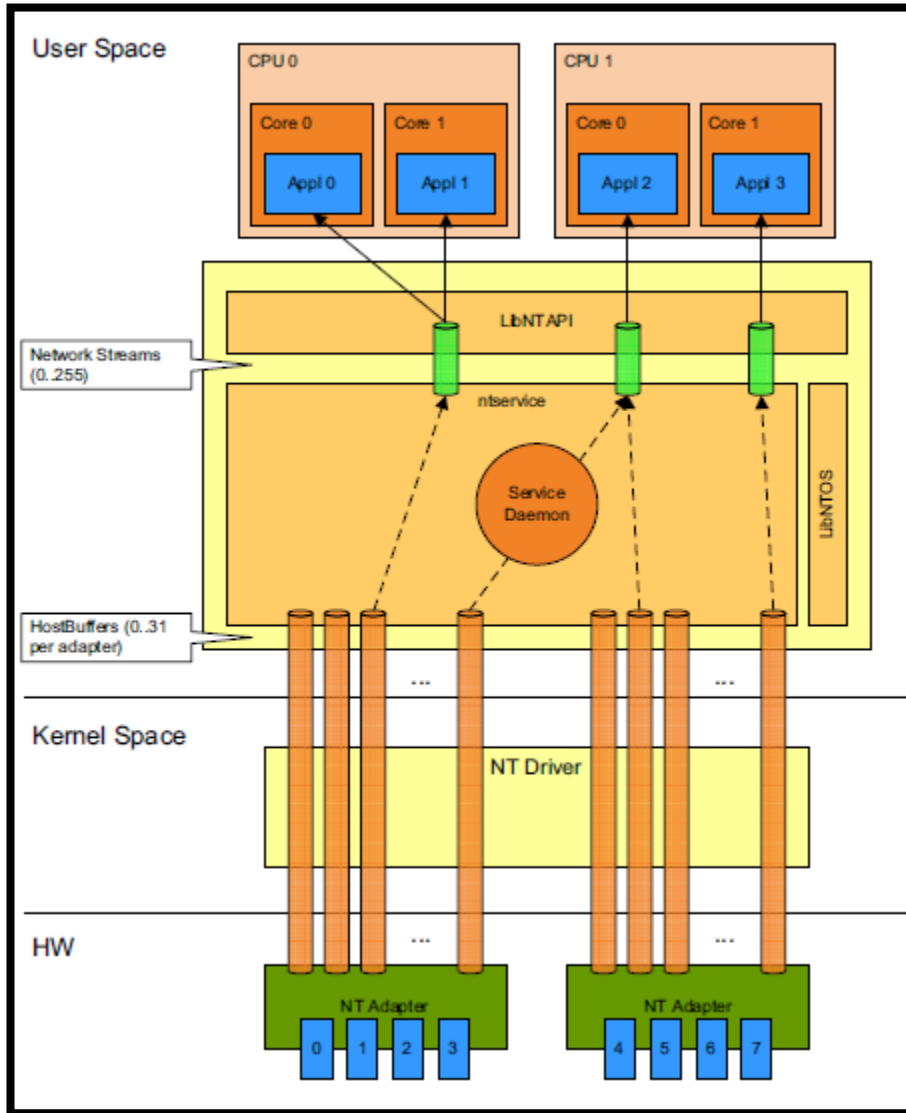 User Space
CPU 0
CPU 1
Core 0
Core 1
Core 0
Core 1
Appl 0
Appl 1
Appl 2
Appl 3
LibNTAPI
Network Streams
(0..255)
ntservice
Service
Daemon
LibNTOS
HostBuffers (0..31
per adapter)
...
...
Kernel Space
NT Driver
HW
...
...
NT Adapter
NT Adapter
0
1
2
3
4
5
6
7